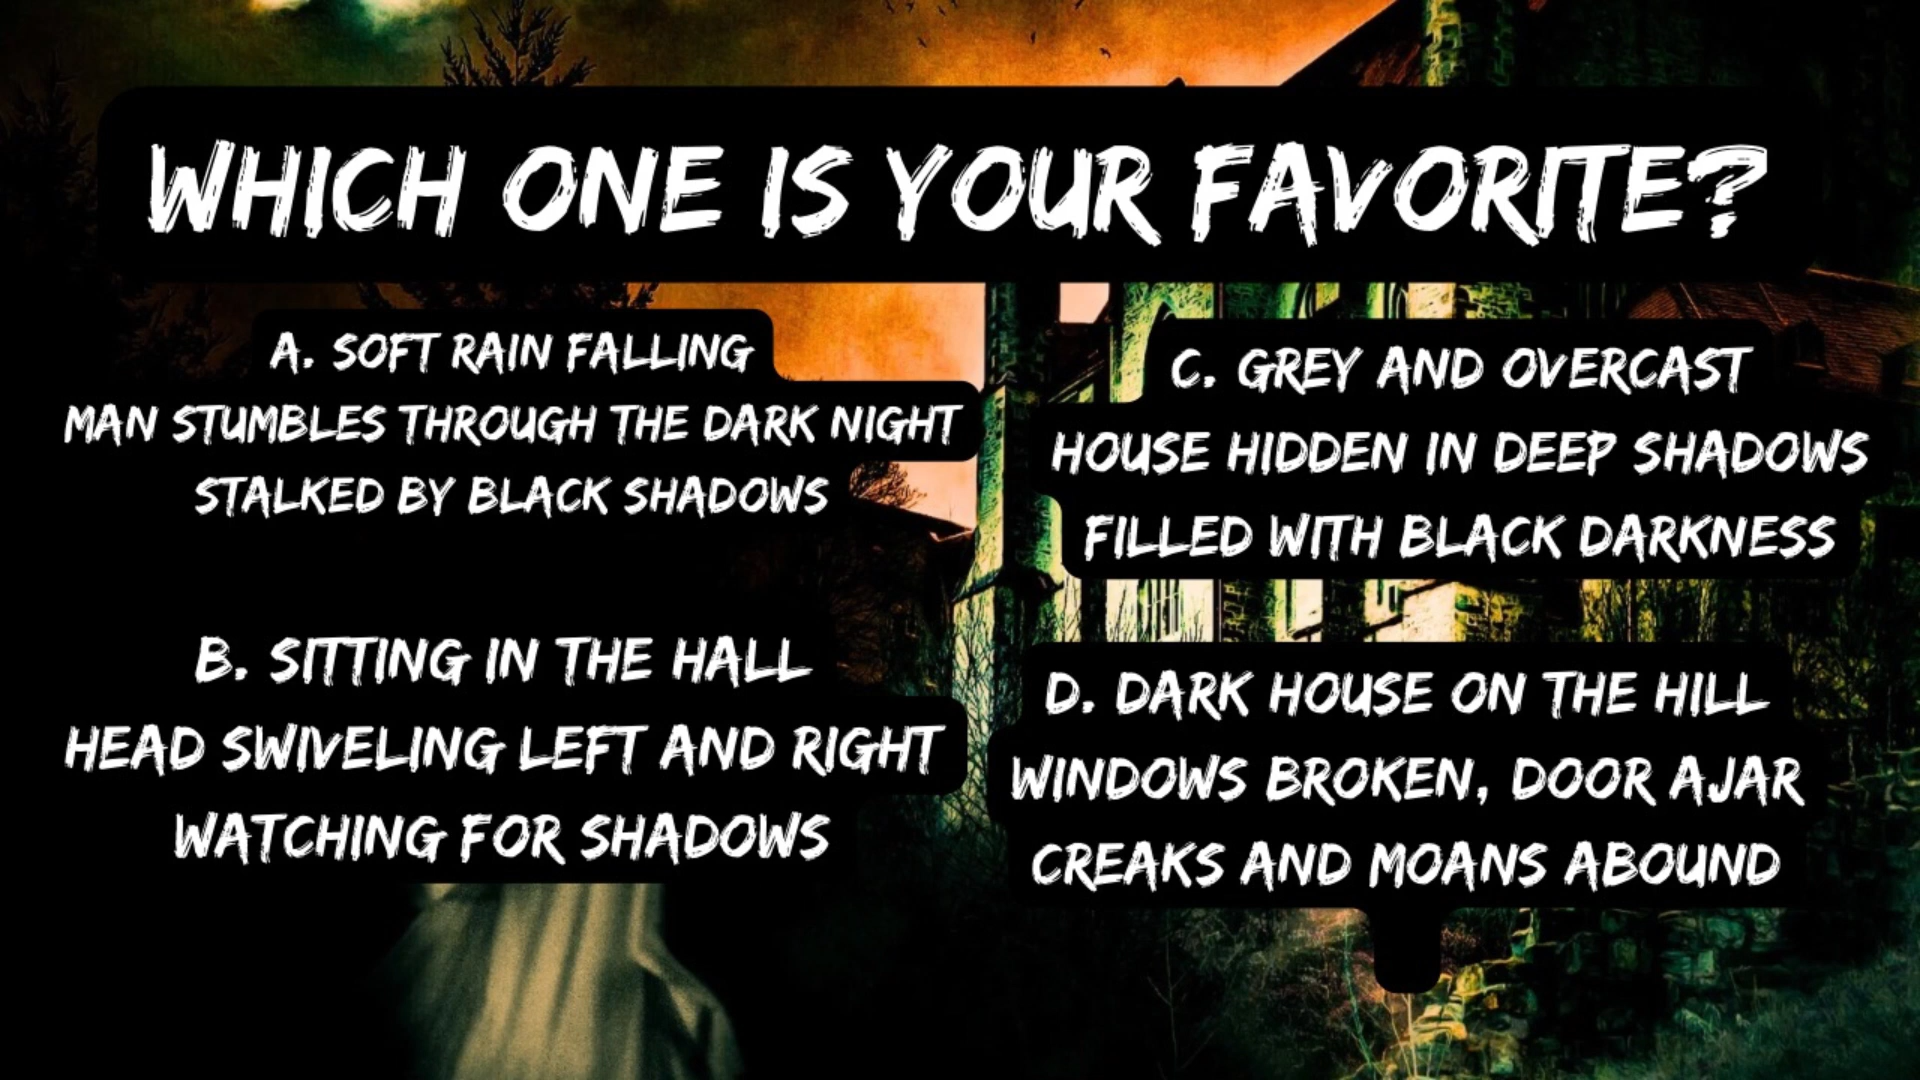 WHICH ONE IS YOUR FAVORITE?
A. SOFT RAIN FALLING
MAN STUMBLES THROUGH THE DARK NIGHT
STALKED BY BLACK SHADOWS
B. SITTING IN THE HALL
HEAD SWIVELING LEFT AND RIGHT
WATCHING FOR SHADOWS
C. GREY AND OVERCAST
HOUSE HIDDEN IN DEEP SHADOWS
FILLED WITH BLACK DARKNESS
D. DARK HOUSE ON THE HILL
WINDOWS BROKEN, DOOR AJAR
CREAKS AND MOANS ABOUND